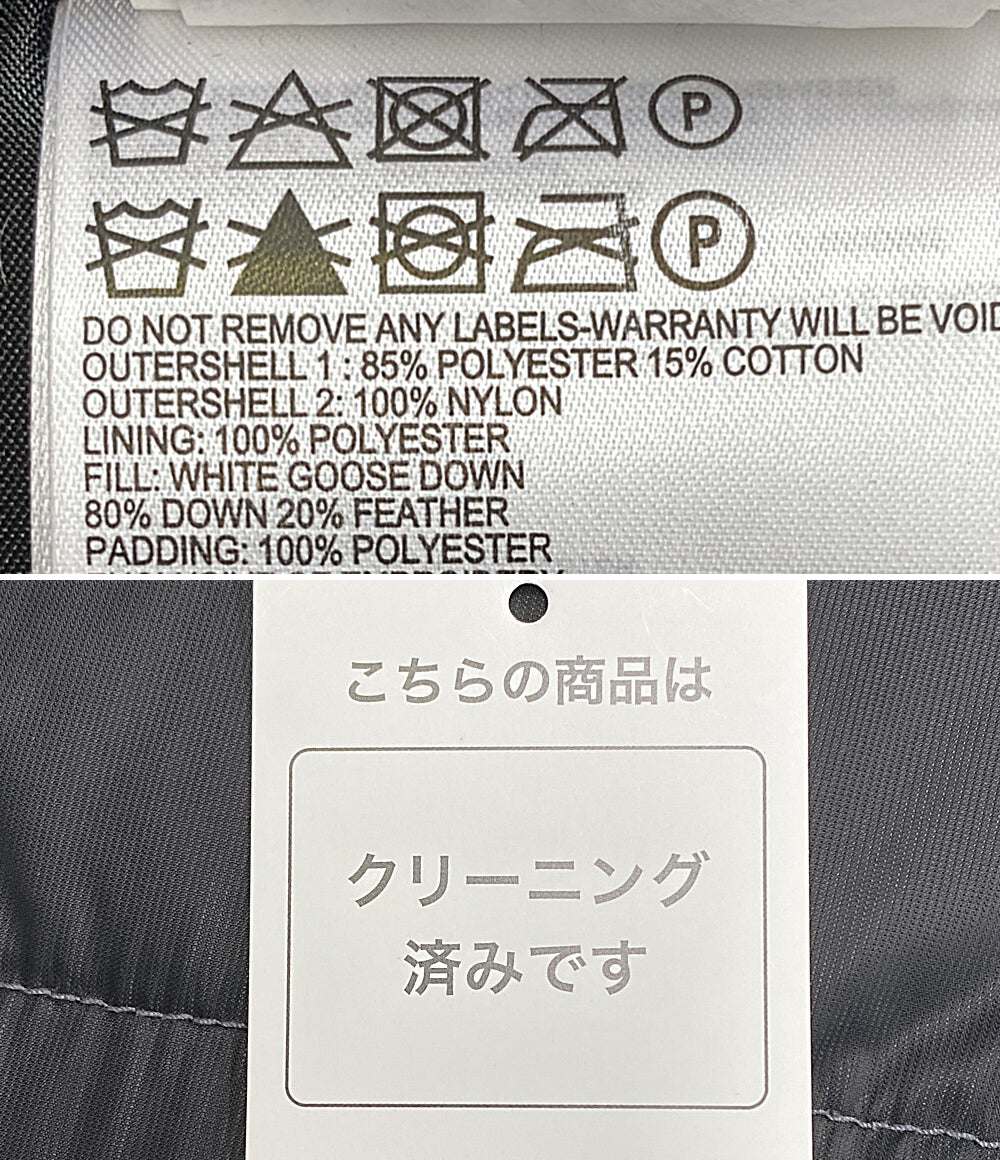 P
P
DO NOT REMOVE ANY LABELS-WARRANTY WILL BE VOID
OUTERSHELL 1 : 85% POLYESTER 15% COTTON
OUTERSHELL 2: 100% NYLON
LINING: 100% POLYESTER
FILL: WHITE GOOSE DOWN
80% DOWN 20% FEATHER
PADDING: 100% POLYESTER
こちらの商品は
クリーニング
済みです